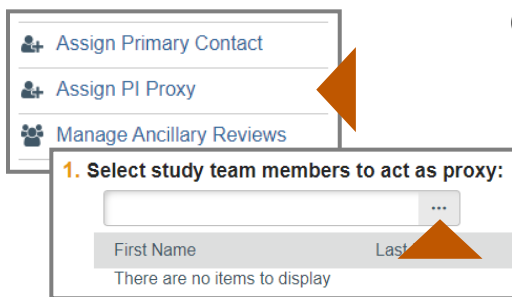 Assign Primary Contact
Assign PI Proxy
Manage Ancillary Reviews
1. Select study team members to act as proxy:
...
First Name Last
There are no items to display